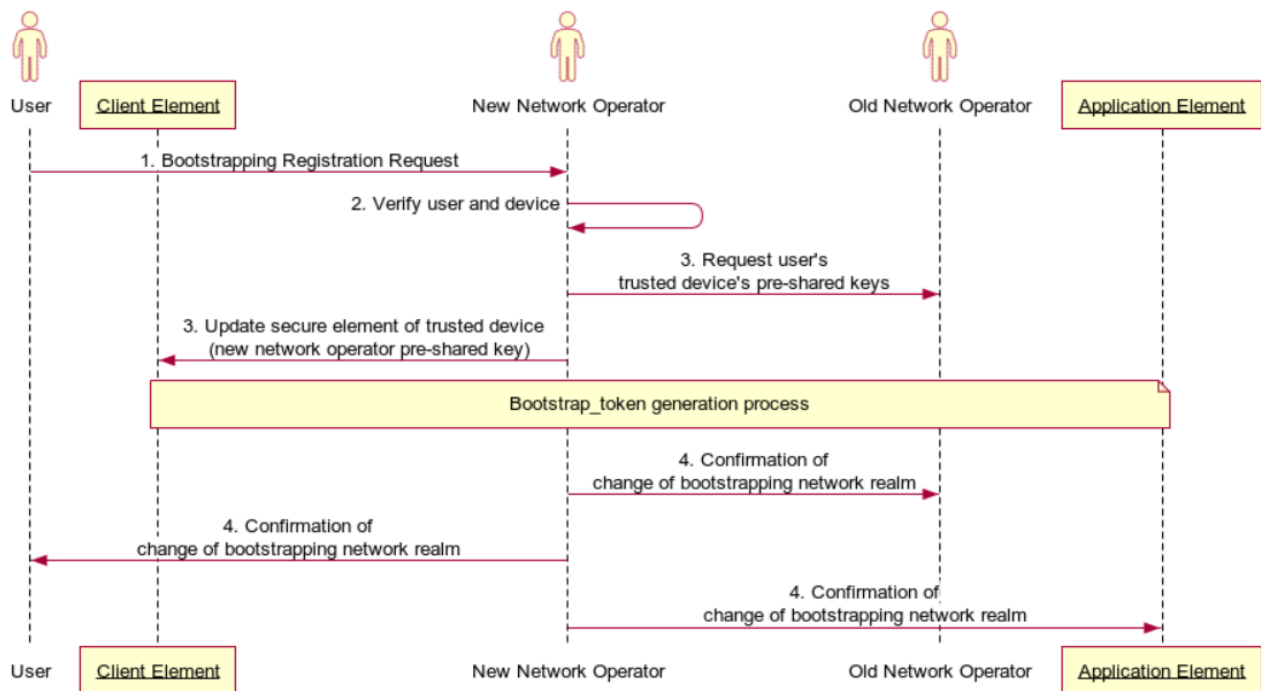 User
Client Element
New Network Operator
Old Network Operator
Application Element
1. Bootstrapping Registration Request
2. Verify user and device
3. Request user's
trusted device's pre-shared keys
3. Update secure element of trusted device
(new network operator pre-shared key)
Bootstrap_token generation process
4. Confirmation of
change of bootstrapping network realm
4. Confirmation of
change of bootstrapping network realm
4. Confirmation of
change of bootstrapping network realm
User
Client Element
New Network Operator
Old Network Operator
Application Element